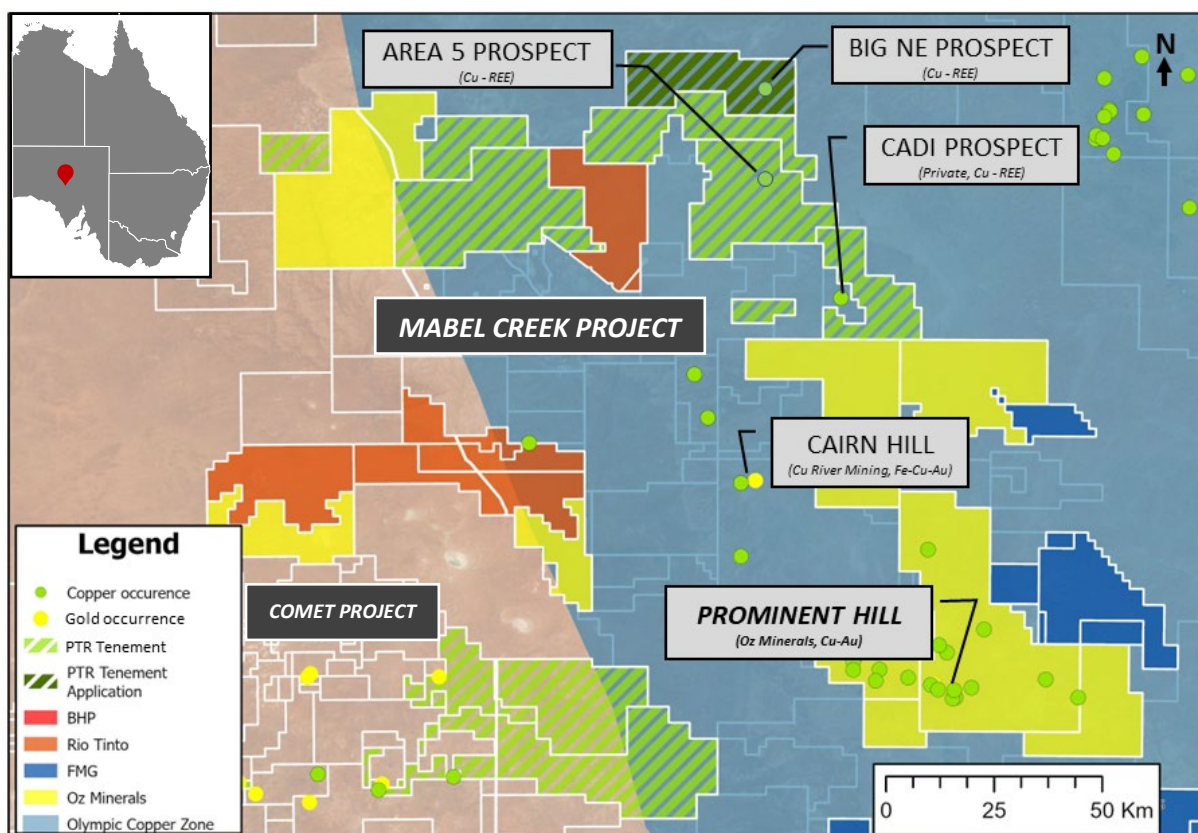 AREA 5 PROSPECT
(Cu - REE)
BIG NE PROSPECT
(Cu - REE)
N
CADI PROSPECT
(Private, Cu - REE)
MABEL CREEK PROJECT
CAIRN HILL
(Cu River Mining, Fe-Cu-Au)
Legend
Copper occurence
Gold occurrence
PTR Tenement
PTR Tenement
Application
BHP
Rio Tinto
FMG
Oz Minerals
Olympic Copper Zone
COMET PROJECT
PROMINENT HILL
(Oz Minerals, Cu-Au)
0 25 50 Km